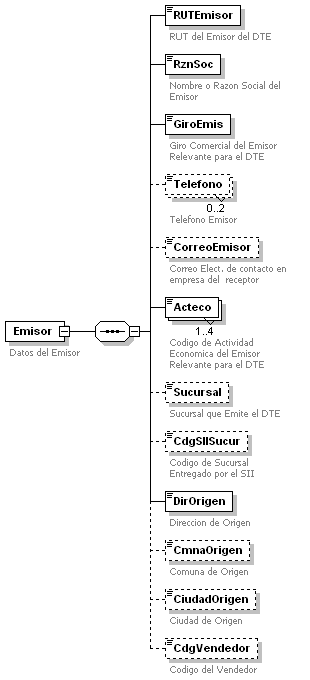 RUTEmisor
RUT del Emisor del DTE
RznSoc
Nombre o Razon Social del
Emisor
GiroEmis
Giro Comercial del Emisor
Relevante para el DTE
Telefono
0..2
Telefono Emisor
CorreoEmisor
Correo Elect. de contacto en
empresa del receptor
Emisor
Datos del Emisor
Acteco
1..4
Codigo de Actividad
Economica del Emisor
Relevante para el DTE
Sucursal
Sucursal que Emite el DTE
CdgSIISucur
Codigo de Sucursal
Entregado por el SII
DirOrigen
Direccion de Origen
CmnaOrigen
Comuna de Origen
CiudadOrigen
Ciudad de Origen
CdgVendedor
Codigo del Vendedor